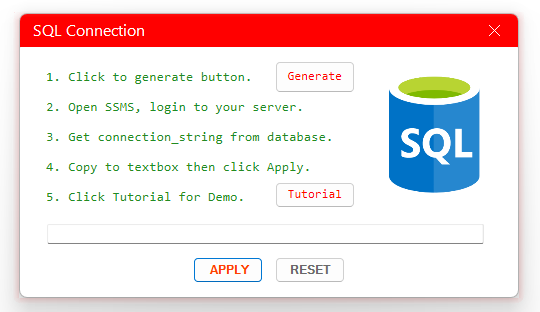 SQL Connection
1. Click to generate button.
Generate
2. Open SSMS, login to your server.
3. Get connection_string from database.
4. Copy to textbox then click Apply.
5. Click Tutorial for Demo.
Tutorial
SQL
APPLY
RESET